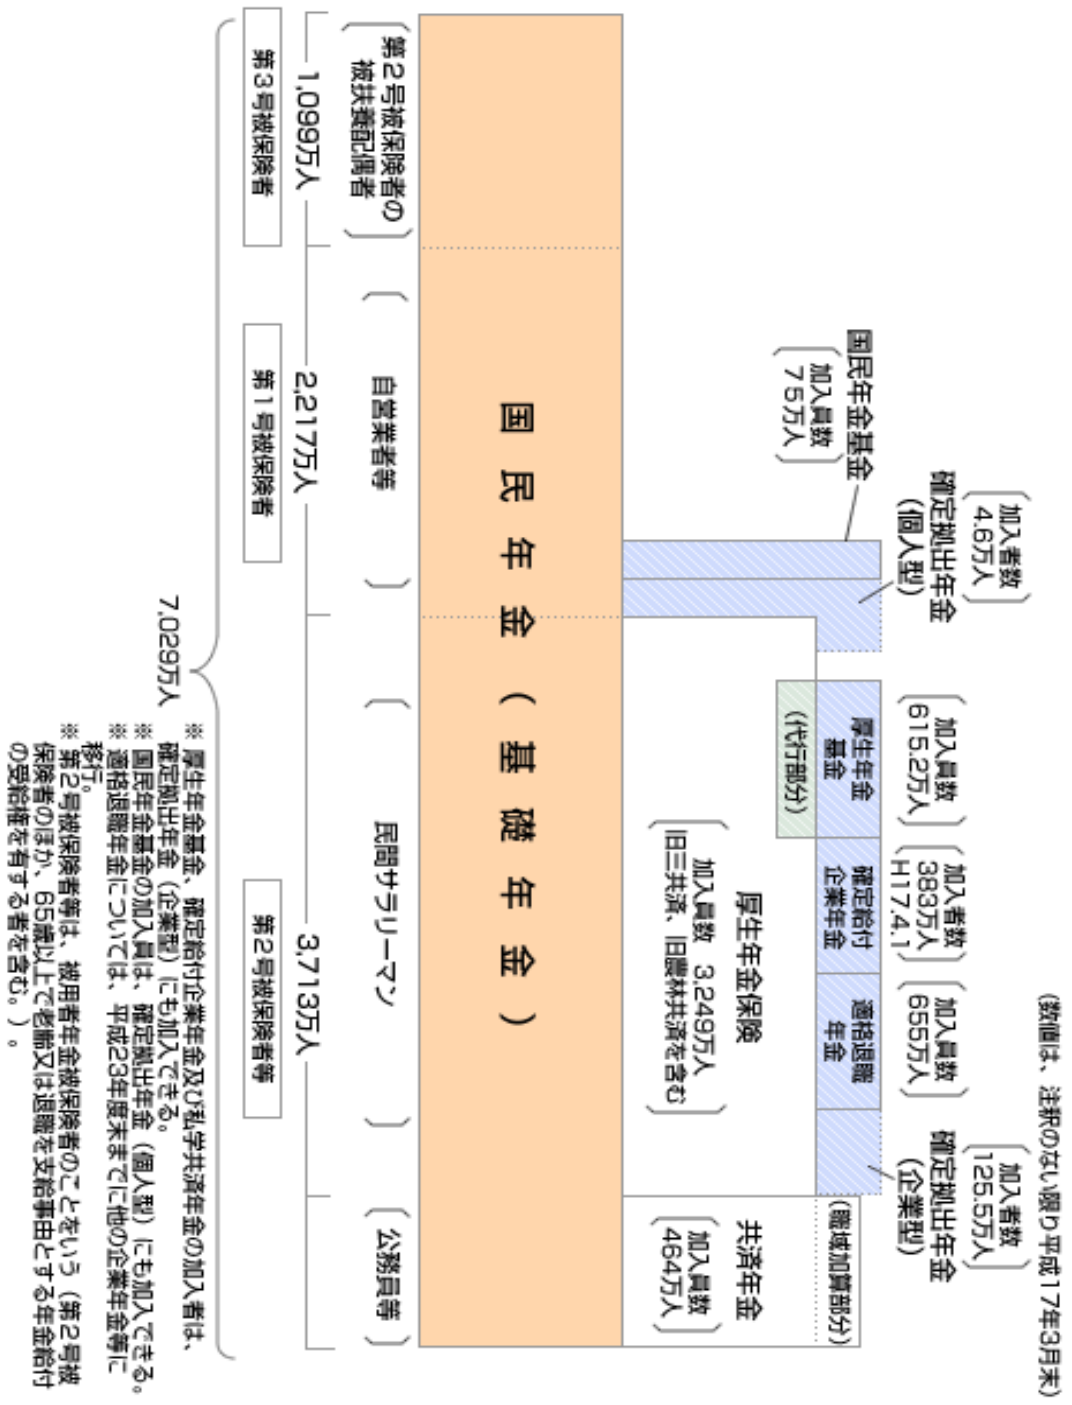 (数値は、注釈のない限り平成17年3月末)
加入者数
4.6万人
確定拠出年金
(個人型)
国民年金基金
加入員数
75万人
加入員数
615.2万人
加入者数
383万人
H17.4.1
加入員数
655万人
加入者数
125.5万人
確定拠出年金
(企業型)
厚生年金
基金
(代行部分)
確定給付
企業年金
適格退職
年金
(職域加算部分)
厚生年金保険
加入員数 3,249万人
旧三共済、旧農林共済を含む
共済年金
加入員数
464万人
国民年金(基礎年金)
第2号被保険者の
被扶養配偶者
自営業者等
民間サラリーマン
公務員等
1,099万人
2,217万人
3,713万人
第3号被保険者
第1号被保険者
第2号被保険者等
7,029万人
※ 厚生年金基金、確定給付企業年金及び私学共済年金の加入者は、
確定拠出年金(企業型)にも加入できる。
※ 国民年金基金の加入員は、確定拠出年金(個人型)にも加入できる。
※ 適格退職年金については、平成23年度末までに他の企業年金等に
移行。
※ 第2号被保険者等は、被用者年金被保険者のことをいう(第2号被
保険者のほか、65歳以上で老齢又は退職を支給事由とする年金給付
の受給権を有する者を含む。)。